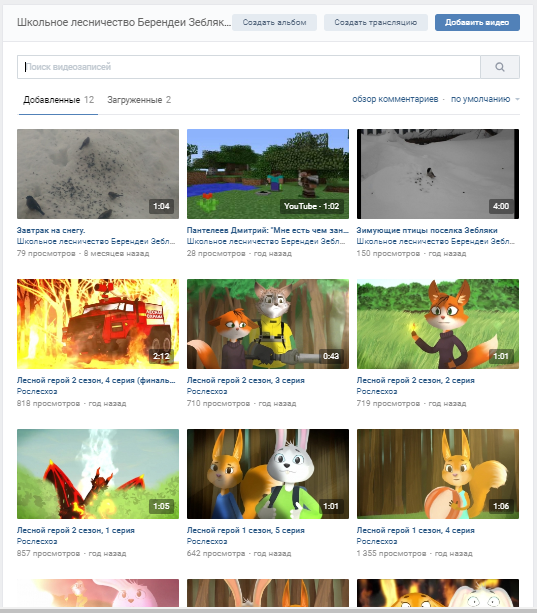 Школьное лесничество Берендеи Зебляк...
Создать альбом
Создать трансляцию
Добавить видео
Поиск видеозаписей
Добавленные 12
Загруженные 2
обзор комментариев · по умолчанию
1:04
YouTube · 1:02
4:00
Завтрак на снегу.
Школьное лесничество Берендеи Зебл...
79 просмотров · 8 месяцев назад
Пантелеев Дмитрий: "Мне есть чем зан...
Школьное лесничество Берендеи Зебл...
28 просмотров · год назад
Зимующие птицы поселка Зебляки
Школьное лесничество Берендеи Зебл...
150 просмотров · год назад
ЛЕСНАЯ
ОХРАНА
2:12
0:43
1:01
Лесной герой 2 сезон, 4 серия (финаль...
Рослесхоз
818 просмотров · год назад
Лесной герой 2 сезон, 3 серия
Рослесхоз
710 просмотров · год назад
Лесной герой 2 сезон, 2 серия
Рослесхоз
719 просмотров · год назад
1:05
1:01
1:06
Лесной герой 2 сезон, 1 серия
Рослесхоз
857 просмотров · год назад
Лесной герой 1 сезон, 5 серия
Рослесхоз
642 просмотра · год назад
Лесной герой 1 сезон, 4 серия
Рослесхоз
1 355 просмотров · год назад